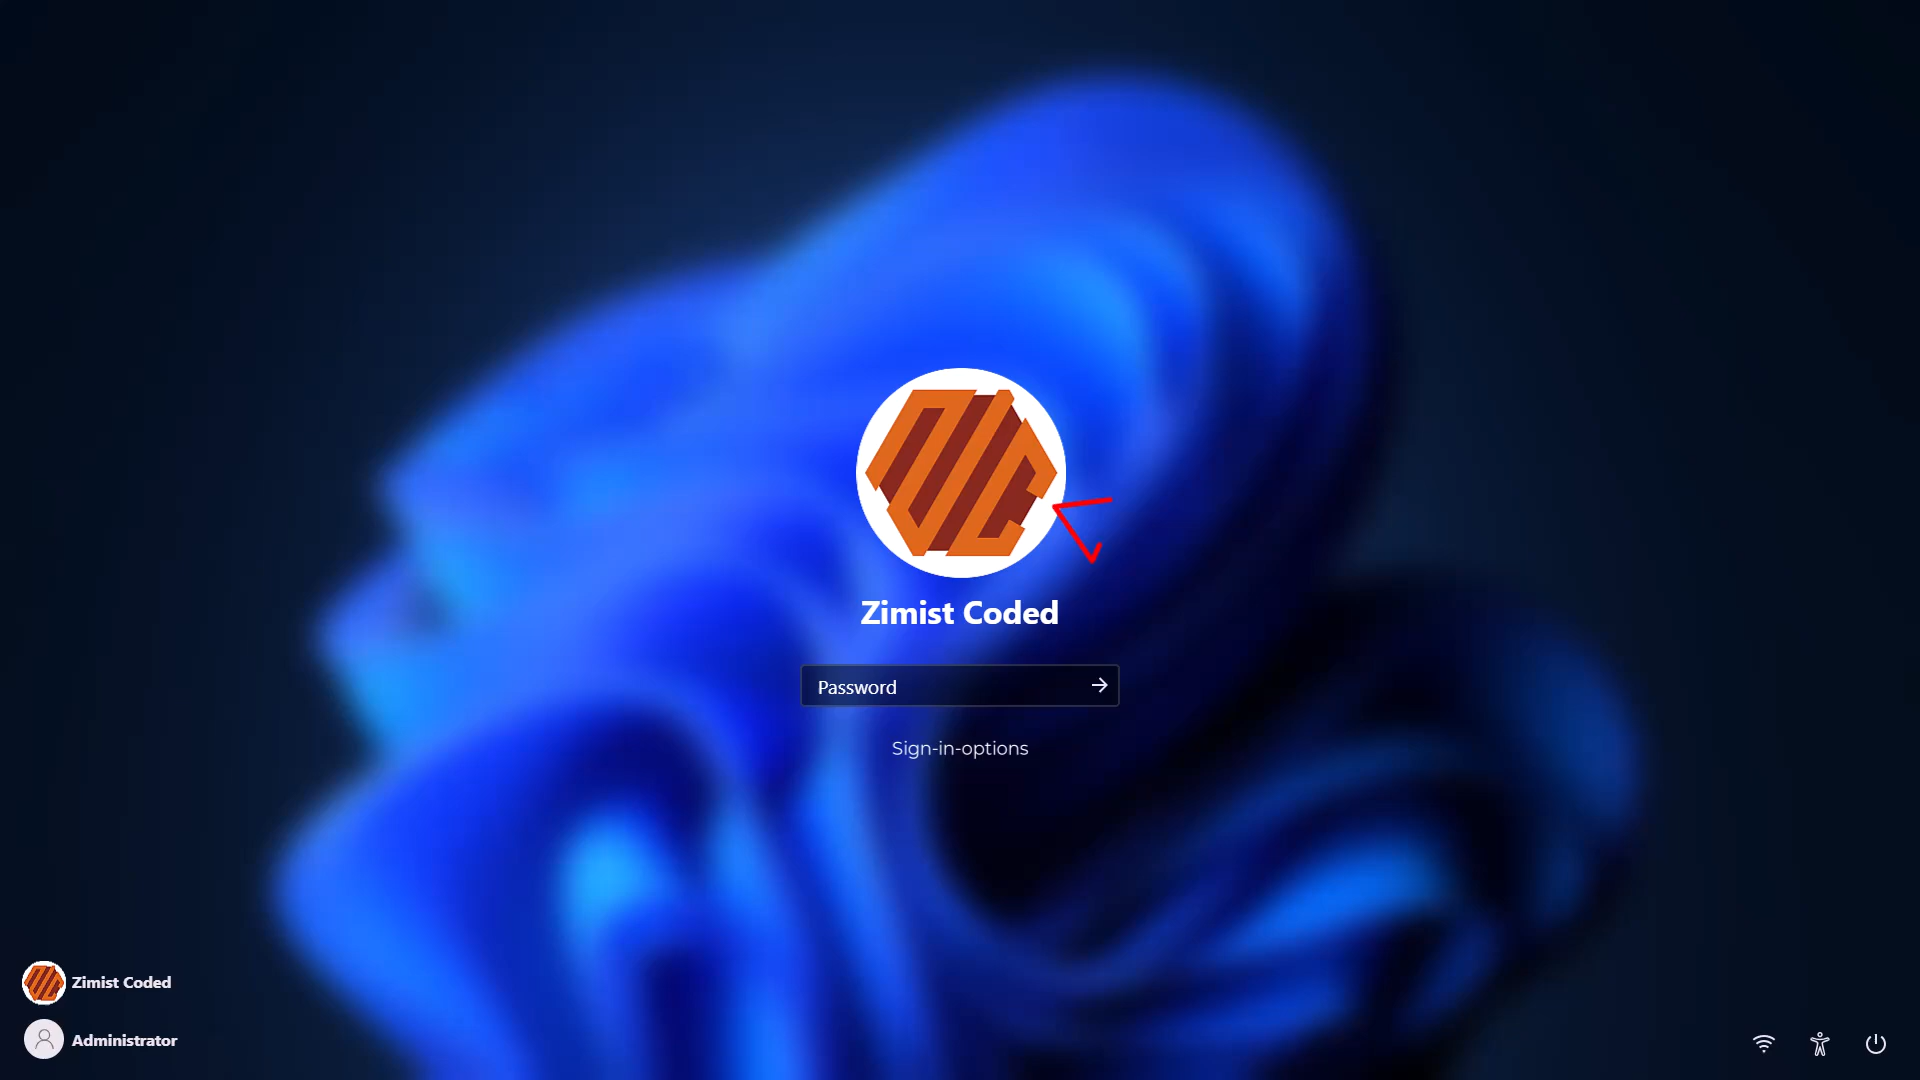 Zimist Coded
Password
Sign-in-options
Zimist Coded
Administrator